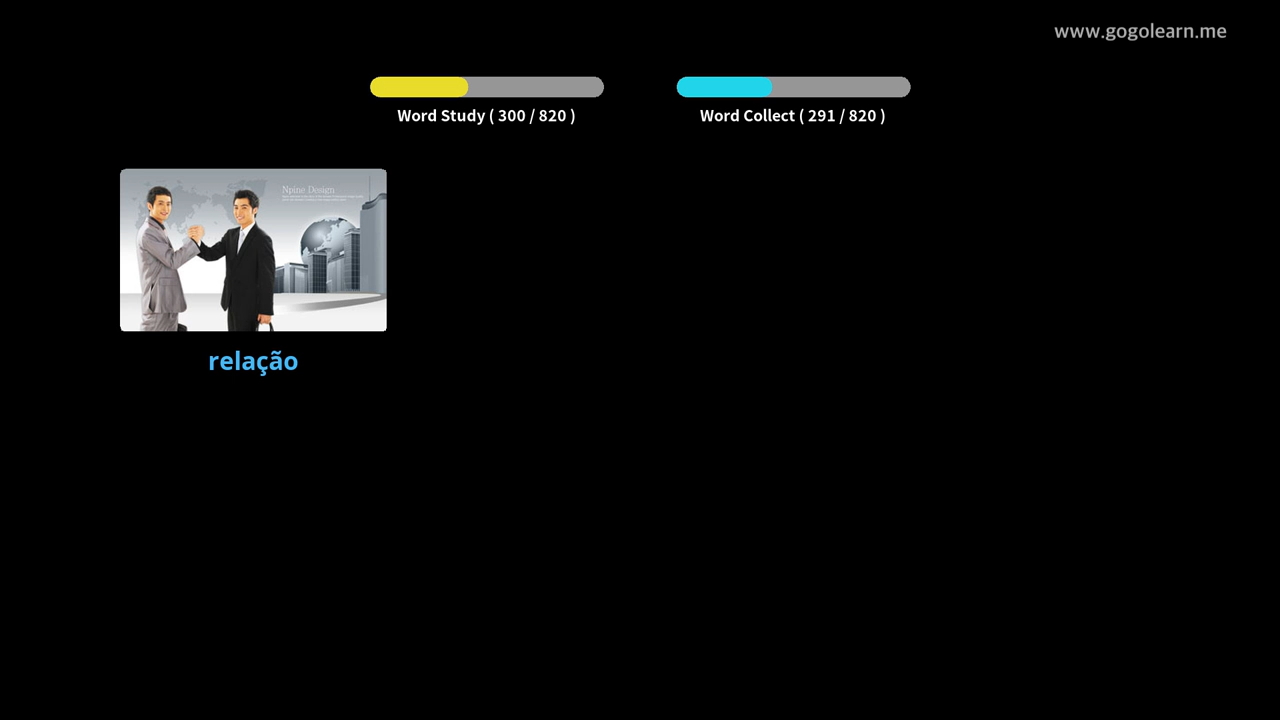 www.gogolearn.me
Word Study ( 300 / 820 )
Word Collect ( 291 / 820 )
Npine Design
relação